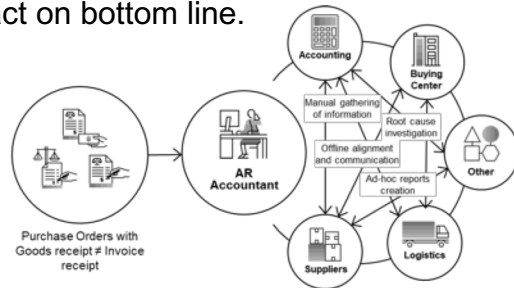 act on bottom line.
Accounting
Buying
Center
Manual gathering
of information
Root cause
investigation
Offline alignment
and communication
AR
Accountant
Other
Ad-hoc reports
creation
Purchase Orders with
Goods receipt ≠ Invoice
receipt
Suppliers
Logistics